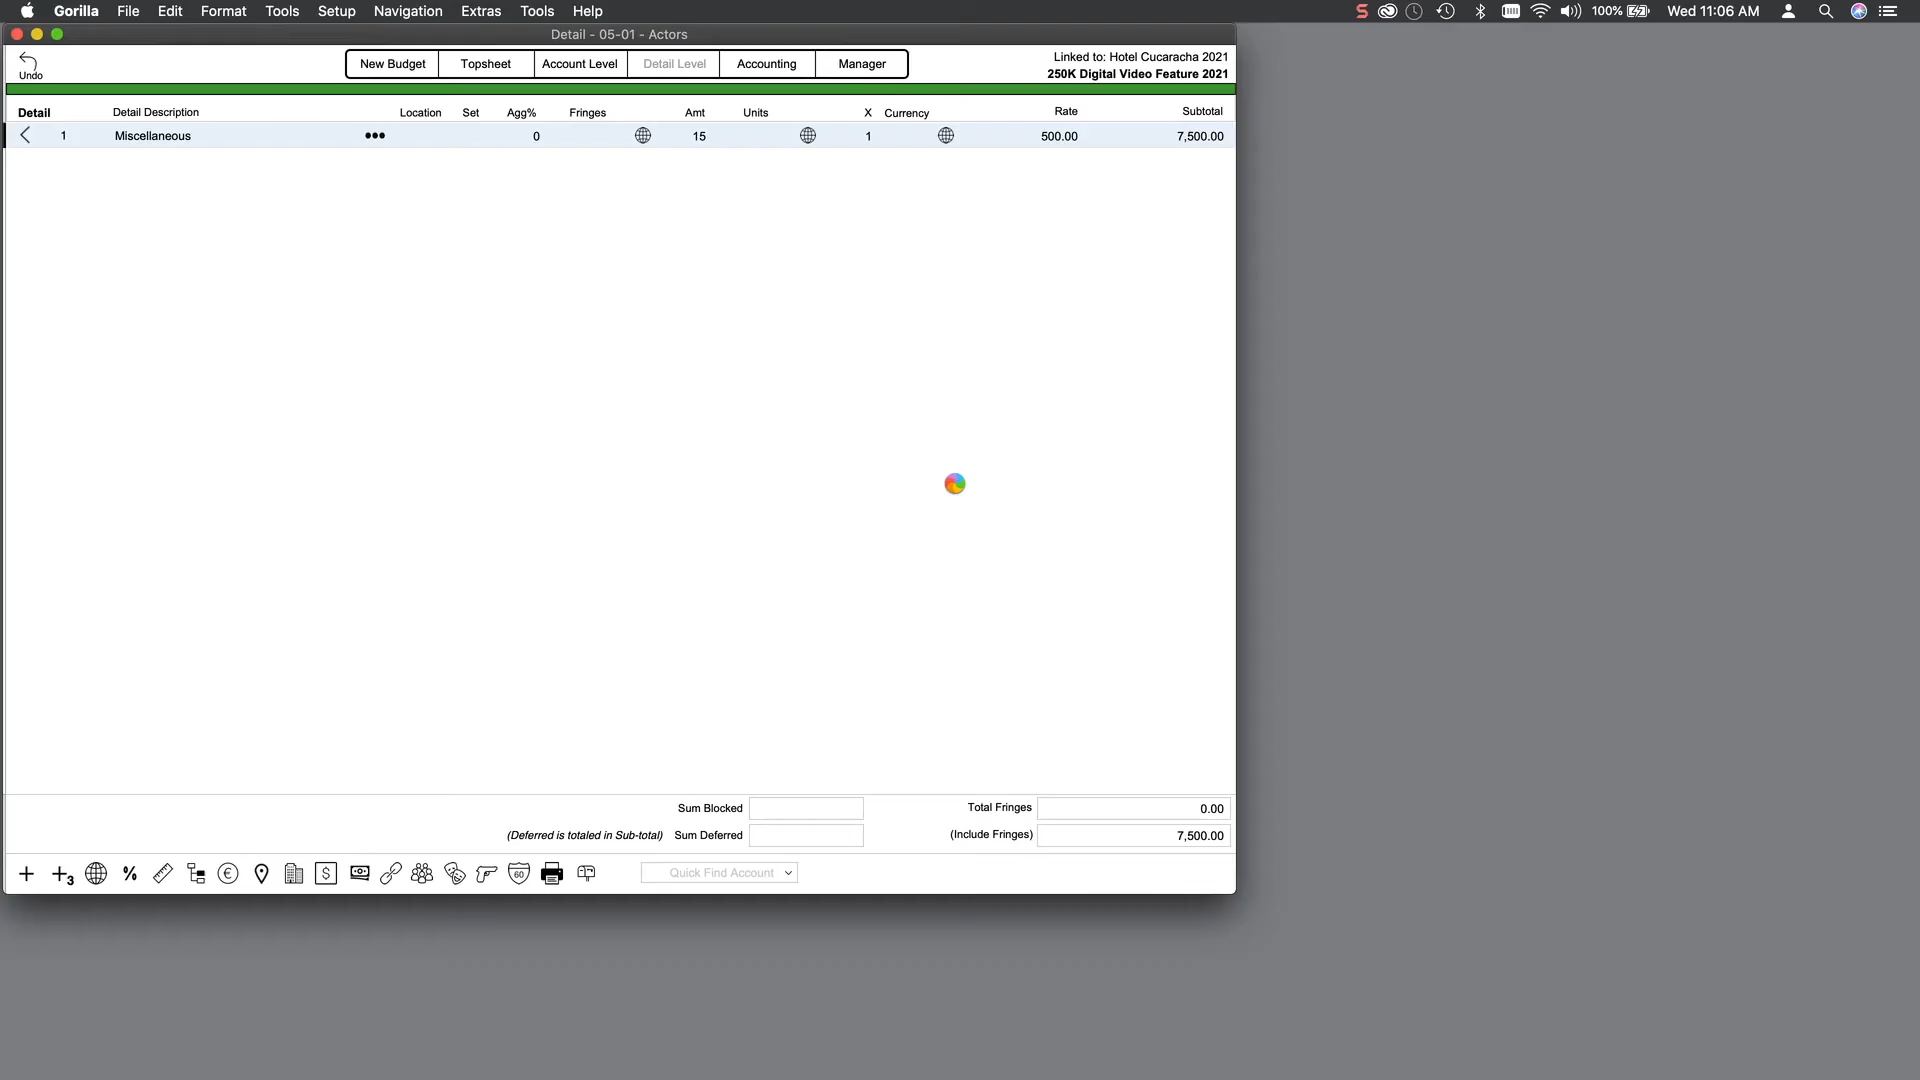 Gorilla File Edit Format Tools Setup Navigation Extras Tools Help S 100% Wed 11:06 AM
Detail - 05-01 - Actors
Undo
New Budget Topsheet Account Level Detail Level Accounting Manager
Linked to: Hotel Cucaracha 2021
250K Digital Video Feature 2021
Detail Detail Description Location Set Agg% Fringes Amt Units X Currency Rate Subtotal
1 Miscellaneous ••• 0 15 1 500.00 7,500.00
Sum Blocked Total Fringes 0.00
(Deferred is totaled in Sub-total) Sum Deferred (Include Fringes) 7,500.00
+ +3 % € $ 60 Quick Find Account